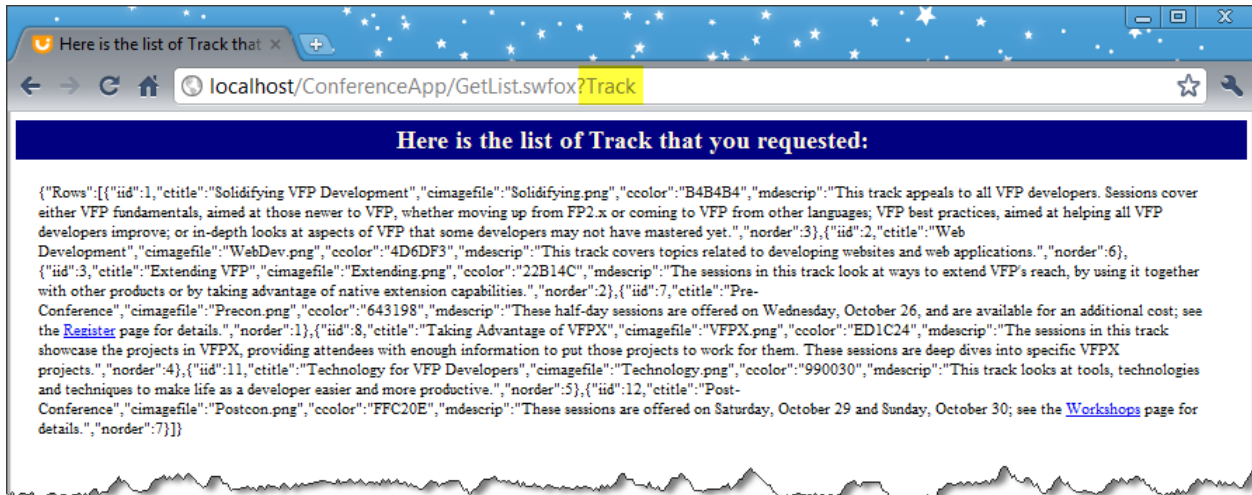 Here is the list of Track that
localhost/ConferenceApp/GetList.swfox?Track
Here is the list of Track that you requested:
{"Rows":[{"iid":1,"ctitle":"Solidifying VFP Development","cimagefile":"Solidifying.png","ccolor":"B4B4B4","mdescrip":"This track appeals to all VFP developers. Sessions cover
either VFP fundamentals, aimed at those newer to VFP, whether moving up from FP2.x or coming to VFP from other languages; VFP best practices, aimed at helping all VFP
developers improve; or in-depth looks at aspects of VFP that some developers may not have mastered yet.","norder":3},{"iid":2,"ctitle":"Web
Development","cimagefile":"WebDev.png","ccolor":"4D6DF3","mdescrip":"This track covers topics related to developing websites and web applications.","norder":6},
{"iid":3,"ctitle":"Extending VFP","cimagefile":"Extending.png","ccolor":"22B14C","mdescrip":"The sessions in this track look at ways to extend VFP's reach, by using it together
with other products or by taking advantage of native extension capabilities.","norder":2},{"iid":7,"ctitle":"Pre-
Conference","cimagefile":"Precon.png","ccolor":"643198","mdescrip":"These half-day sessions are offered on Wednesday, October 26, and are available for an additional cost; see
the Register page for details.","norder":1},{"iid":8,"ctitle":"Taking Advantage of VFPX","cimagefile":"VFPX.png","ccolor":"ED1C24","mdescrip":"The sessions in this track
showcase the projects in VFPX, providing attendees with enough information to put those projects to work for them. These sessions are deep dives into specific VFPX
projects.","norder":4},{"iid":11,"ctitle":"Technology for VFP Developers","cimagefile":"Technology.png","ccolor":"990030","mdescrip":"This track looks at tools, technologies
and techniques to make life as a developer easier and more productive.","norder":5},{"iid":12,"ctitle":"Post-
Conference","cimagefile":"Postcon.png","ccolor":"FFC20E","mdescrip":"These sessions are offered on Saturday, October 29 and Sunday, October 30; see the Workshops page for
details.","norder":7}]}